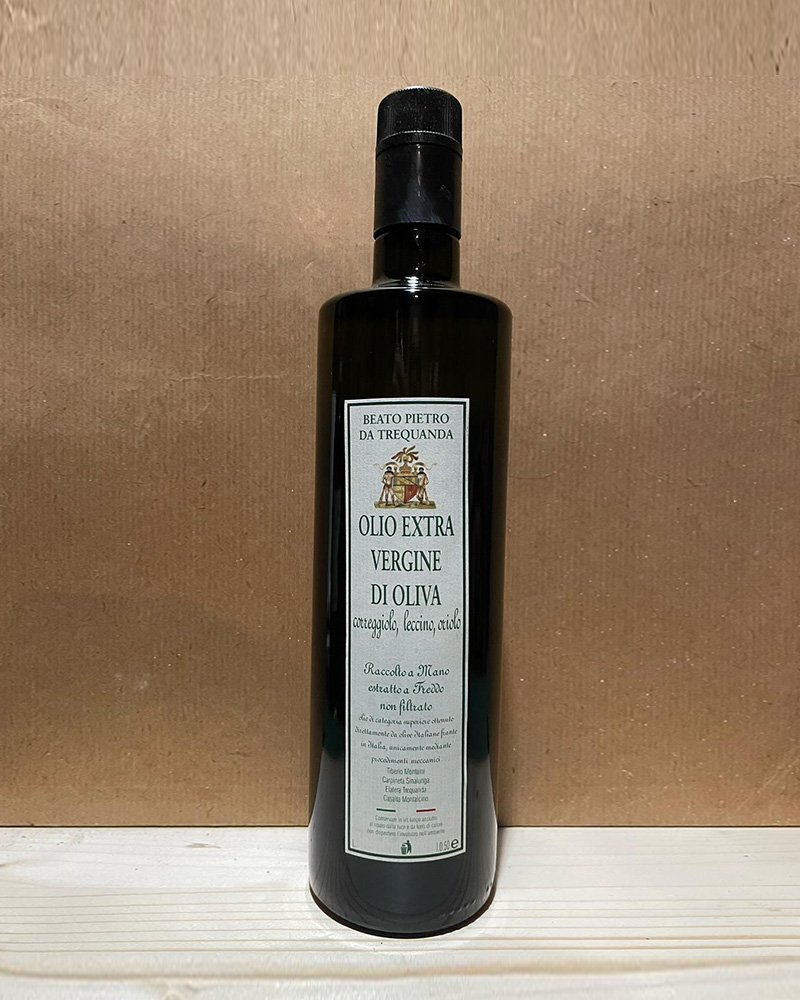 BEATO PIETRO
DA TREQUANDA
OLIO EXTRA
VERGINE
DI OLIVA
correggiolo, leccino, oriolo
Raccolto a Mano
estratto a Freddo
non filtrato
olio di categoria superiore ottenuto
direttamente da olive Italiane frante
in Italia, unicamente mediante
procedimenti meccanici
Tiberio Montaini
Carpineta Sinalunga
Elatera Trequanda
Casalta Montalcino
Conservare in un luogo asciutto
al riparo dalla luce e da fonti di calore
non disperdere l'involucro nell'ambiente
L 0.50 e